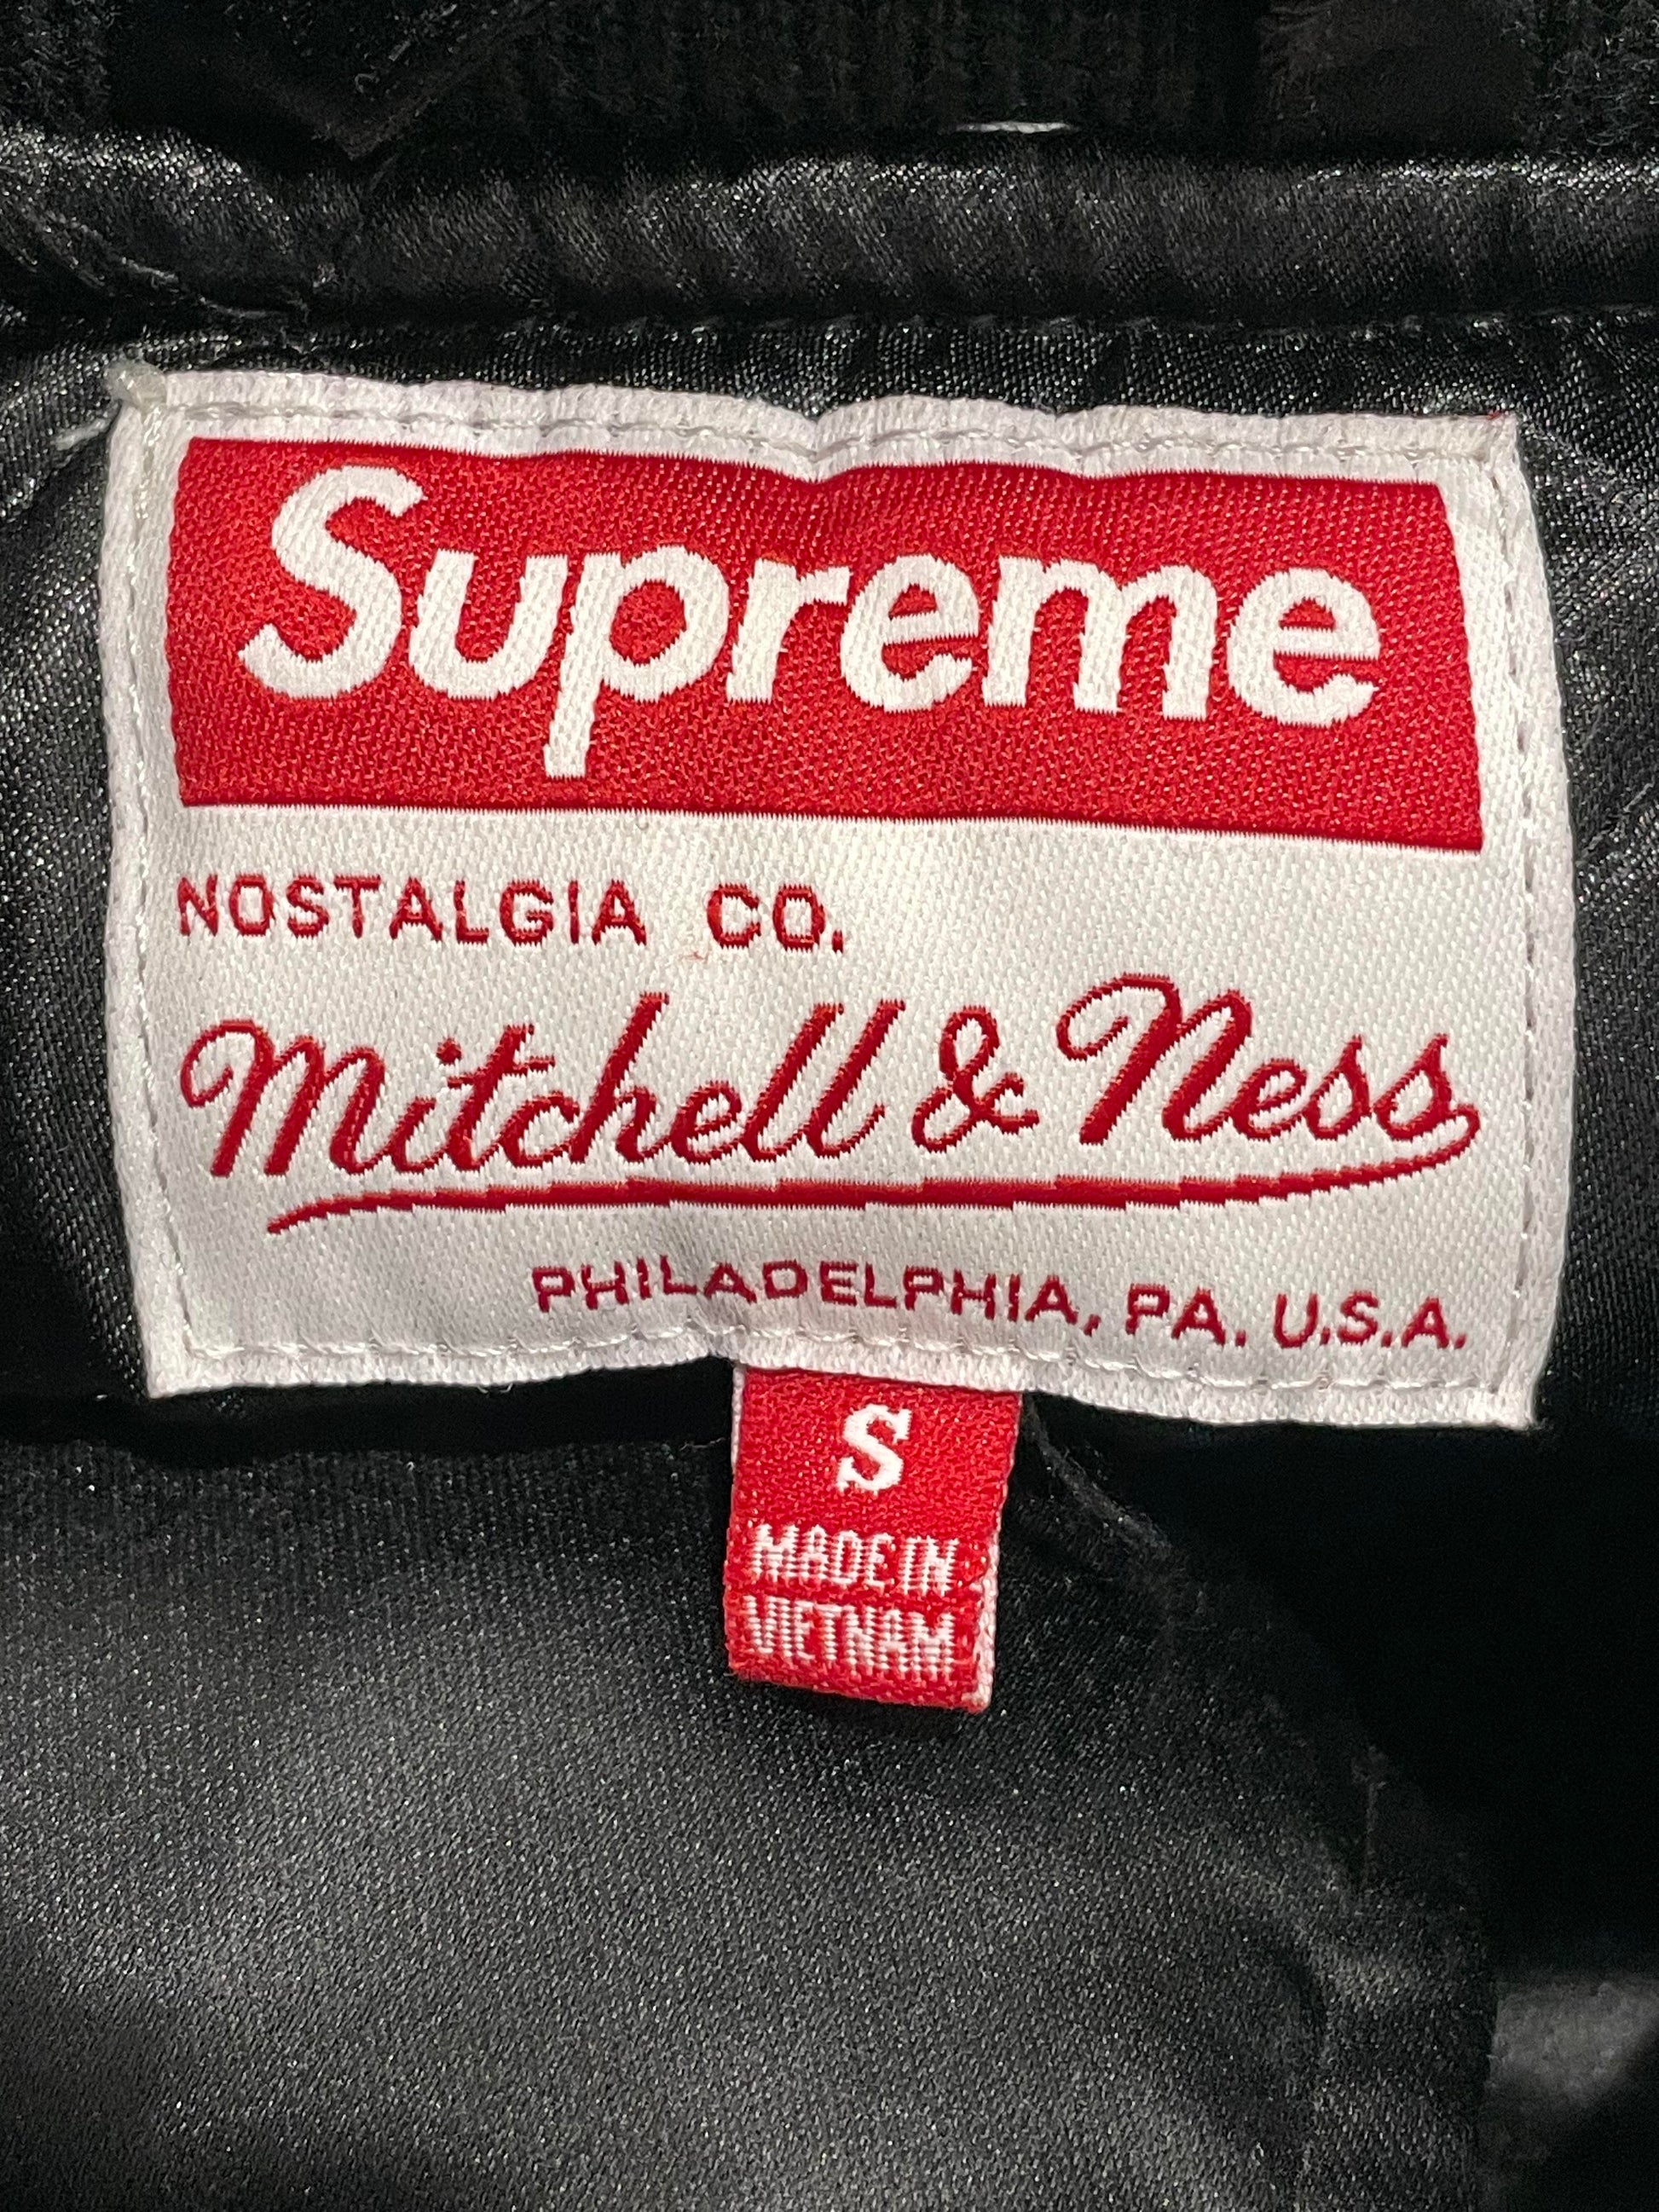 Supreme
NOSTALGIA CO.
Mitchell & Ness
PHILADELPHIA, PA. U.S.A.
S
MADE IN
VIETNAM